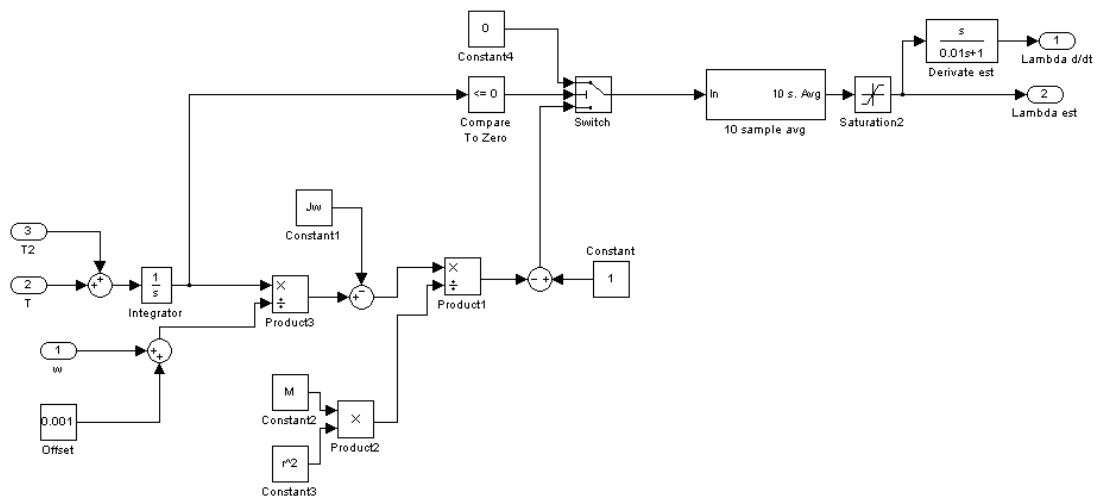 0
Constant4
<= 0
Compare
To Zero
Switch
In
10 s. Avg
10 sample avg
Saturation2
s
0.01s+1
Derivate est
1
Lambda d/dt
2
Lambda est
Jw
Constant1
3
T2
2
T
+
+
1
s
Integrator
×
÷
Product3
+
−
×
÷
Product1
− +
Constant
1
1
w
+
+
0.001
Offset
M
Constant2
×
Product2
r^2
Constant3